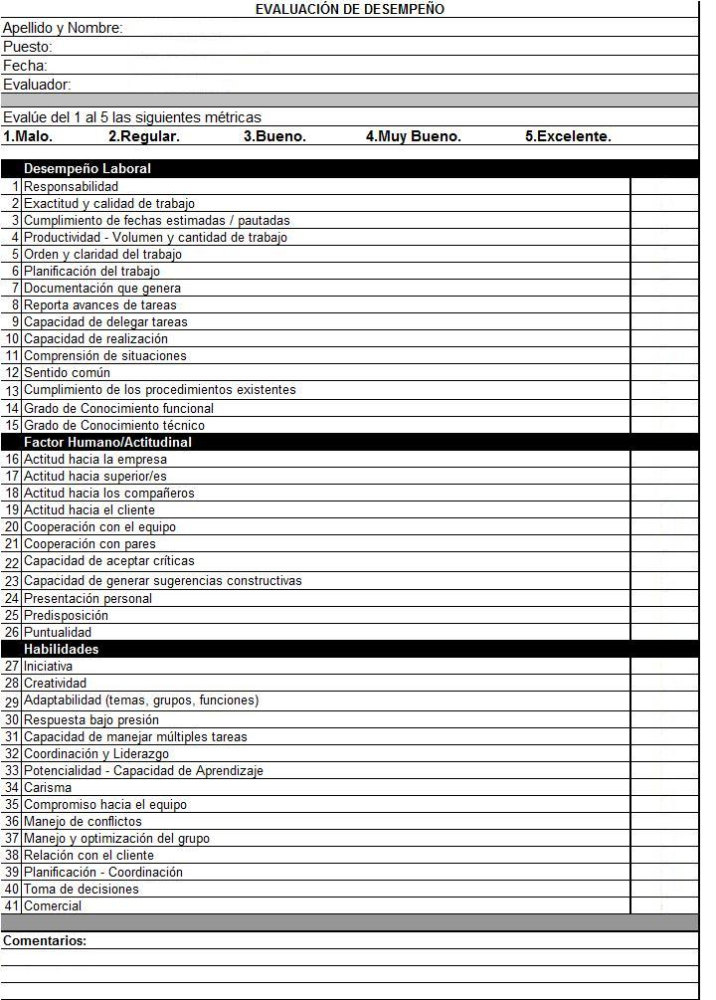 EVALUACIÓN DE DESEMPEÑO
Apellido y Nombre:
Puesto:
Fecha:
Evaluador:
Evalúe del 1 al 5 las siguientes métricas
1.Malo. 2.Regular. 3.Bueno. 4.Muy Bueno. 5.Excelente.
Desempeño Laboral
1 Responsabilidad
2 Exactitud y calidad de trabajo
3 Cumplimiento de fechas estimadas / pautadas
4 Productividad - Volumen y cantidad de trabajo
5 Orden y claridad del trabajo
6 Planificación del trabajo
7 Documentación que genera
8 Reporta avances de tareas
9 Capacidad de delegar tareas
10 Capacidad de realización
11 Comprensión de situaciones
12 Sentido común
13 Cumplimiento de los procedimientos existentes
14 Grado de Conocimiento funcional
15 Grado de Conocimiento técnico
Factor Humano/Actitudinal
16 Actitud hacia la empresa
17 Actitud hacia superior/es
18 Actitud hacia los compañeros
19 Actitud hacia el cliente
20 Cooperación con el equipo
21 Cooperación con pares
22 Capacidad de aceptar críticas
23 Capacidad de generar sugerencias constructivas
24 Presentación personal
25 Predisposición
26 Puntualidad
Habilidades
27 Iniciativa
28 Creatividad
29 Adaptabilidad (temas, grupos, funciones)
30 Respuesta bajo presión
31 Capacidad de manejar múltiples tareas
32 Coordinación y Liderazgo
33 Potencialidad - Capacidad de Aprendizaje
34 Carisma
35 Compromiso hacia el equipo
36 Manejo de conflictos
37 Manejo y optimización del grupo
38 Relación con el cliente
39 Planificación - Coordinación
40 Toma de decisiones
41 Comercial
Comentarios: